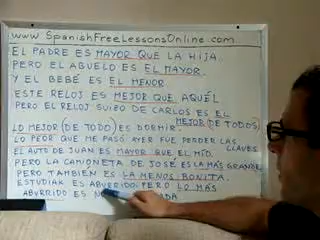 www.SpanishFreeLessonsOnline.com
EL PADRE ES MAYOR QUE LA HIJA
PERO EL ABUELO ES EL MAYOR.
Y EL BEBÉ ES EL MENOR
ESTE RELOJ ES MEJOR QUE AQUÉL
PERO EL RELOJ SUIZO DE CARLOS ES EL
MEJOR (DE TODOS)
LO MEJOR (DE TODO) ES DORMIR.
LO PEOR QUE ME PASÓ AYER FUE PERDER LAS
LLAVES
EL AUTO DE JUAN ES MAYOR QUE EL MÍO.
PERO LA CAMIONETA DE JOSÉ ES LA MÁS GRANDE
PERO TAMBIEN ES LA MENOS BONITA.
ESTUDIAR ES ABURRIDO PERO LO MÁS
ABURRIDO ES NADA